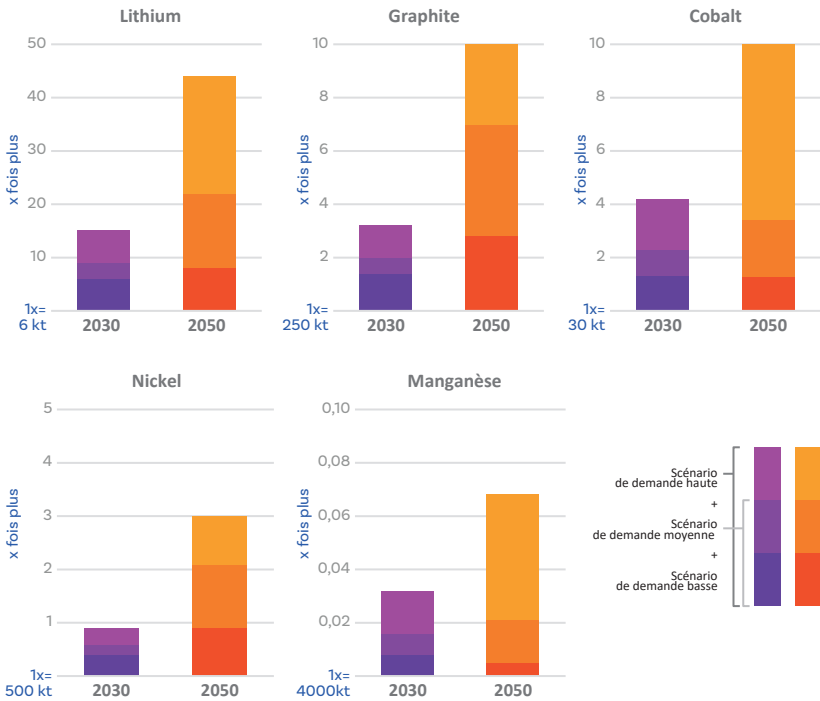 Lithium
50
40
30
20
10
x fois plus
1x=
6 kt
2030
2050
Graphite
10
8
6
4
2
x fois plus
1x=
250 kt
2030
2050
Cobalt
10
8
6
4
2
x fois plus
1x=
30 kt
2030
2050
Nickel
5
4
3
2
1
x fois plus
1x=
500 kt
2030
2050
Manganèse
0,10
0,08
0,06
0,04
0,02
x fois plus
1x=
4000kt
2030
2050
Scénario
de demande haute
+
Scénario
de demande moyenne
+
Scénario
de demande basse